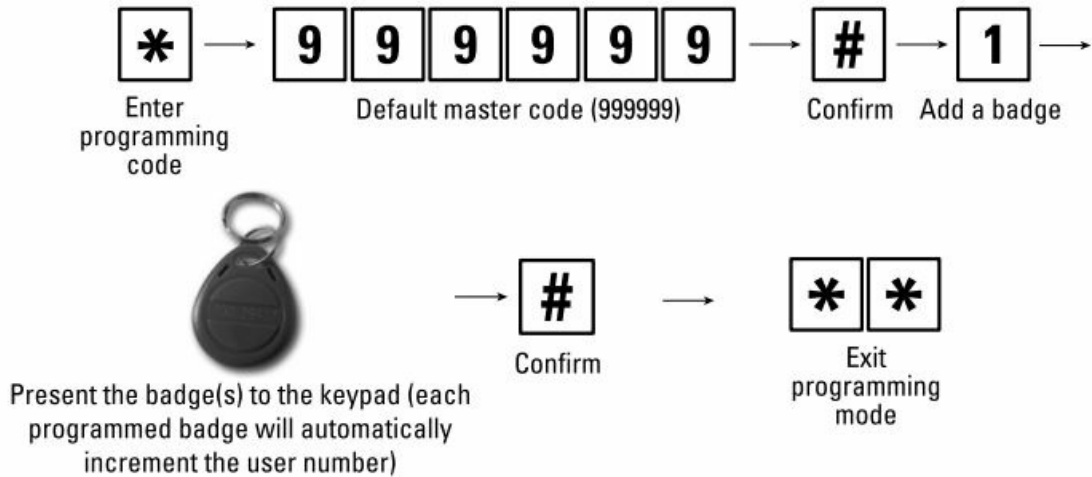 * 9 9 9 9 9 9 # 1
Enter
programming
code
Default master code (999999)
Confirm
Add a badge
Present the badge(s) to the keypad (each
programmed badge will automatically
increment the user number)
#
Confirm
* *
Exit
programming
mode